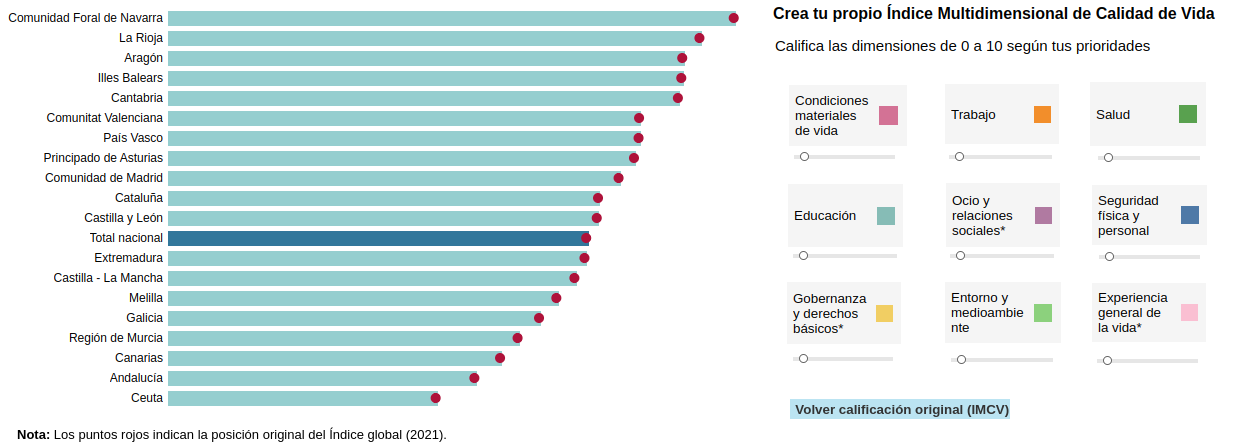 Comunidad Foral de Navarra
La Rioja
Aragón
Illes Balears
Cantabria
Comunitat Valenciana
País Vasco
Principado de Asturias
Comunidad de Madrid
Cataluña
Castilla y León
Total nacional
Extremadura
Castilla - La Mancha
Melilla
Galicia
Región de Murcia
Canarias
Andalucía
Ceuta
Nota: Los puntos rojos indican la posición original del Índice global (2021).
Crea tu propio Índice Multidimensional de Calidad de Vida
Califica las dimensiones de 0 a 10 según tus prioridades
Condiciones
materiales
de vida
Trabajo
Salud
Educación
Ocio y
relaciones
sociales*
Seguridad
física y
personal
Gobernanza
y derechos
básicos*
Entorno y
medioambie
nte
Experiencia
general de
la vida*
Volver calificación original (IMCV)